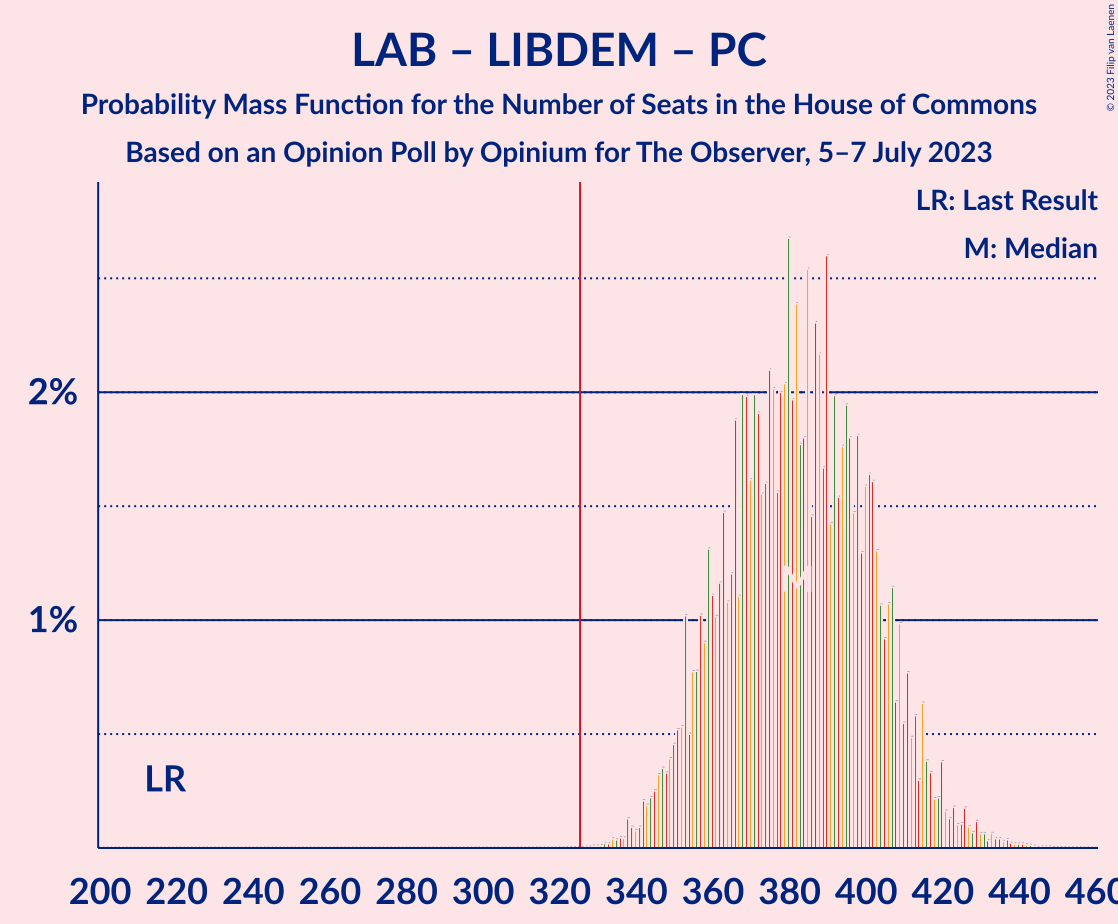 LAB – LIBDEM – PC
Probability Mass Function for the Number of Seats in the House of Commons
Based on an Opinion Poll by Opinium for The Observer, 5–7 July 2023
© 2023 Filip van Laenen
LR: Last Result
M: Median
2%
1%
LR
M
200 220 240 260 280 300 320 340 360 380 400 420 440 460